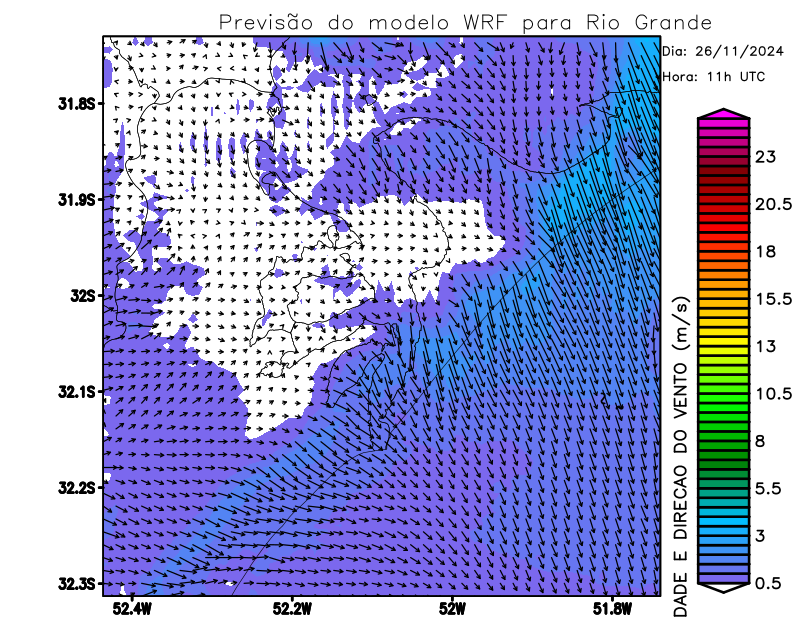 Previsão do modelo WRF para Rio Grande
Dia: 26/11/2024
Hora: 11h UTC
31.8S
31.9S
32S
32.1S
32.2S
32.3S
52.4W
52.2W
52W
51.8W
DADE E DIRECAO DO VENTO (m/s)
23
20.5
18
15.5
13
10.5
8
5.5
3
0.5